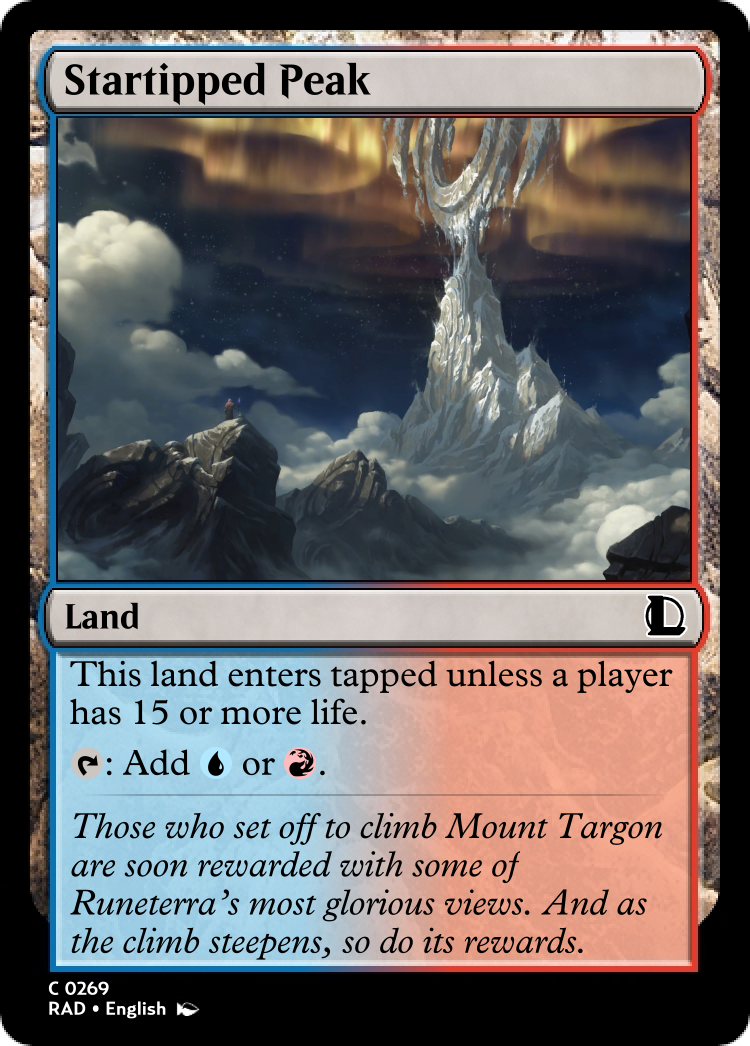 Startipped Peak
Land
This land enters tapped unless a player
has 15 or more life.
: Add or .
Those who set off to climb Mount Targon
are soon rewarded with some of
Runeterra's most glorious views. And as
the climb steepens, so do its rewards.
C 0269
RAD • English